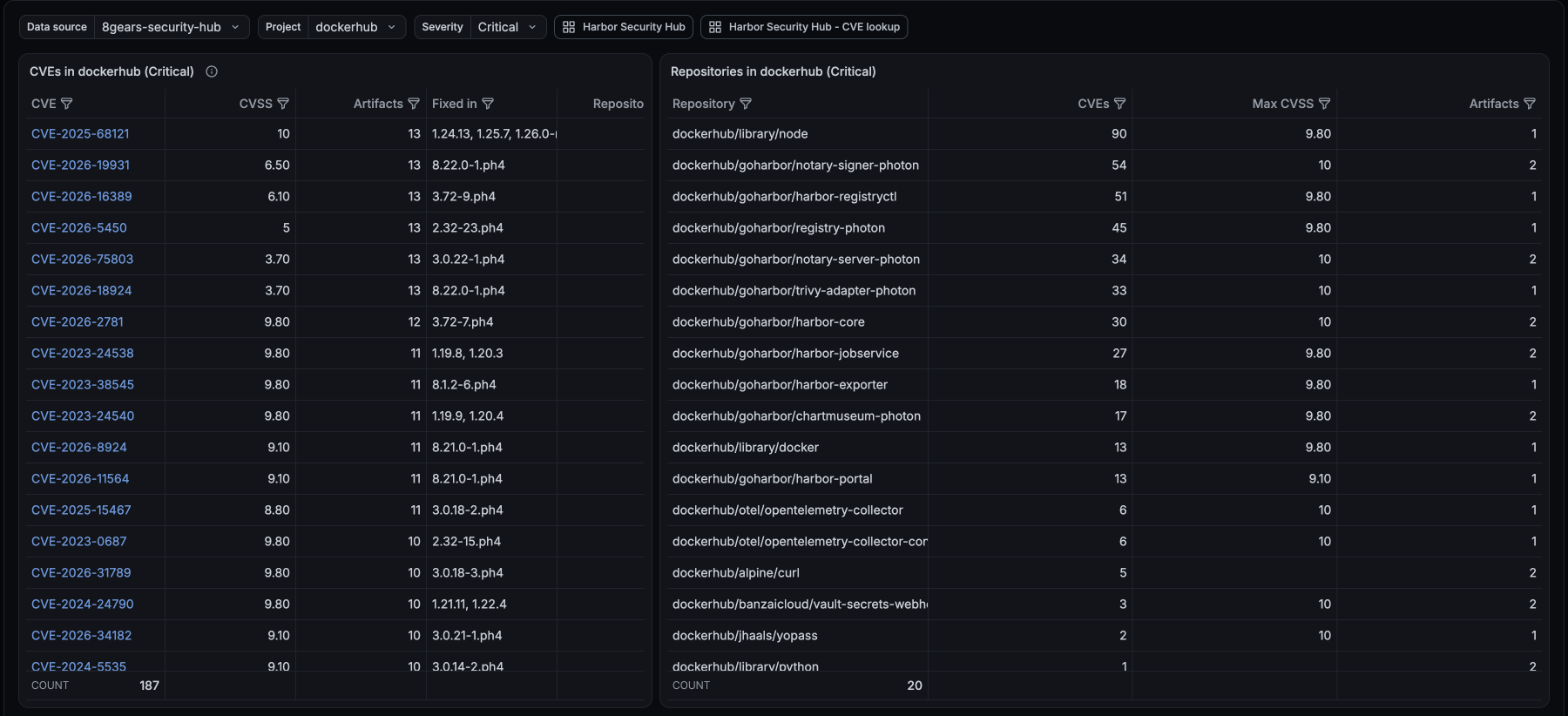 Data source 8gears-security-hub Project dockerhub Severity Critical Harbor Security Hub Harbor Security Hub - CVE lookup
CVEs in dockerhub (Critical)
CVE CVSS Artifacts Fixed in Reposito
CVE-2025-68121 10 13 1.24.13, 1.25.7, 1.26.0-
CVE-2026-19931 6.50 13 8.22.0-1.ph4
CVE-2026-16389 6.10 13 3.72-9.ph4
CVE-2026-5450 5 13 2.32-23.ph4
CVE-2026-75803 3.70 13 3.0.22-1.ph4
CVE-2026-18924 3.70 13 8.22.0-1.ph4
CVE-2026-2781 9.80 12 3.72-7.ph4
CVE-2023-24538 9.80 11 1.19.8, 1.20.3
CVE-2023-38545 9.80 11 8.1.2-6.ph4
CVE-2023-24540 9.80 11 1.19.9, 1.20.4
CVE-2026-8924 9.10 11 8.21.0-1.ph4
CVE-2026-11564 9.10 11 8.21.0-1.ph4
CVE-2025-15467 8.80 11 3.0.18-2.ph4
CVE-2023-0687 9.80 10 2.32-15.ph4
CVE-2026-31789 9.80 10 3.0.18-3.ph4
CVE-2024-24790 9.80 10 1.21.11, 1.22.4
CVE-2026-34182 9.10 10 3.0.21-1.ph4
CVE-2024-5535 9.10 10 3.0.14-2.ph4
COUNT 187
Repositories in dockerhub (Critical)
Repository CVEs Max CVSS Artifacts
dockerhub/library/node 90 9.80 1
dockerhub/goharbor/notary-signer-photon 54 10 2
dockerhub/goharbor/harbor-registryctl 51 9.80 1
dockerhub/goharbor/registry-photon 45 9.80 1
dockerhub/goharbor/notary-server-photon 34 10 2
dockerhub/goharbor/trivy-adapter-photon 33 10 1
dockerhub/goharbor/harbor-core 30 10 2
dockerhub/goharbor/harbor-jobservice 27 9.80 2
dockerhub/goharbor/harbor-exporter 18 9.80 1
dockerhub/goharbor/chartmuseum-photon 17 9.80 2
dockerhub/library/docker 13 9.80 1
dockerhub/goharbor/harbor-portal 13 9.10 1
dockerhub/otel/opentelemetry-collector 6 10 1
dockerhub/otel/opentelemetry-collector-con 6 10 1
dockerhub/alpine/curl 5 2
dockerhub/banzaicloud/vault-secrets-webh 3 10 2
dockerhub/jhaals/yopass 2 10 1
dockerhub/library/python 1 2
COUNT 20